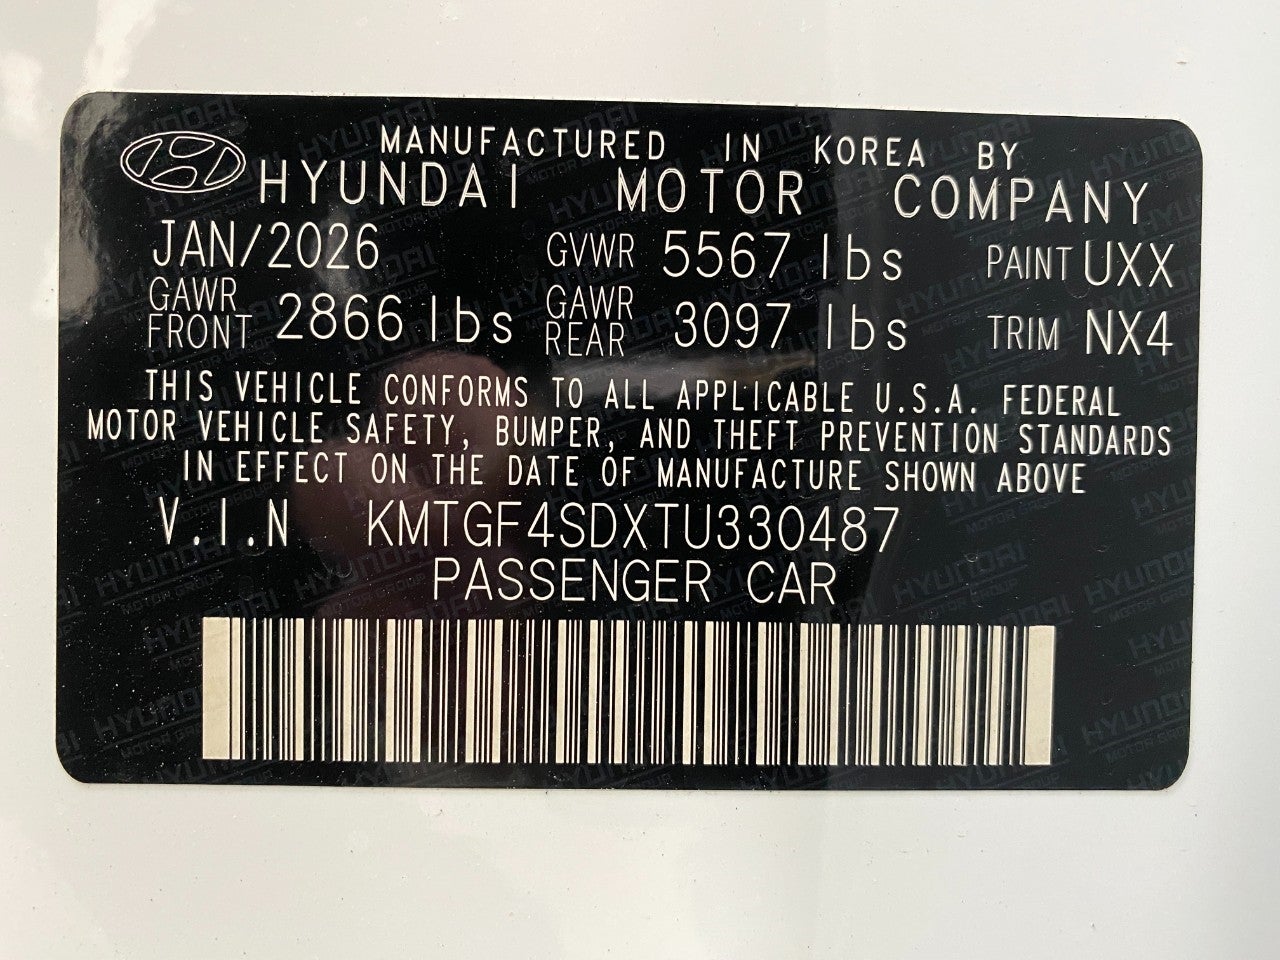 MANUFACTURED IN KOREA BY
HYUNDAI MOTOR COMPANY
JAN/2026 GVWR 5567 lbs PAINT UXX
GAWR FRONT 2866 lbs GAWR REAR 3097 lbs TRIM NX4
THIS VEHICLE CONFORMS TO ALL APPLICABLE U.S.A. FEDERAL
MOTOR VEHICLE SAFETY, BUMPER, AND THEFT PREVENTION STANDARDS
IN EFFECT ON THE DATE OF MANUFACTURE SHOWN ABOVE
V.I.N KMTGF4SDXTU330487
PASSENGER CAR